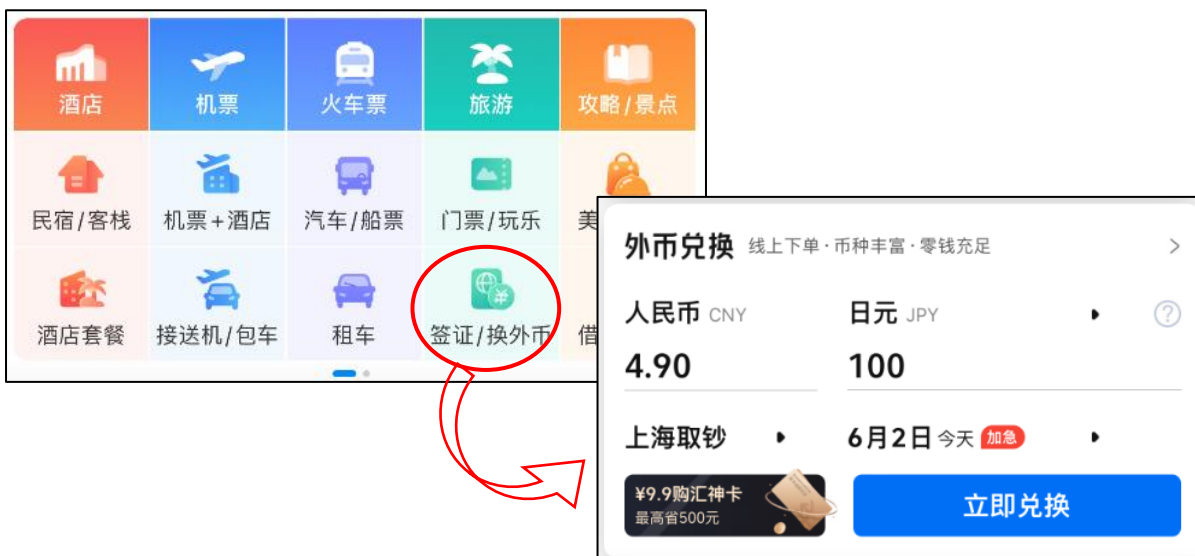 酒店
机票
火车票
旅游
攻略/景点
民宿/客栈
机票+酒店
汽车/船票
门票/玩乐
美
酒店套餐
接送机/包车
租车
签证/换外币
借
外币兑换 线上下单·币种丰富·零钱充足
人民币 CNY
日元 JPY
4.90
100
上海取钞
6月2日 今天 加急
¥9.9购汇神卡
最高省500元
立即兑换